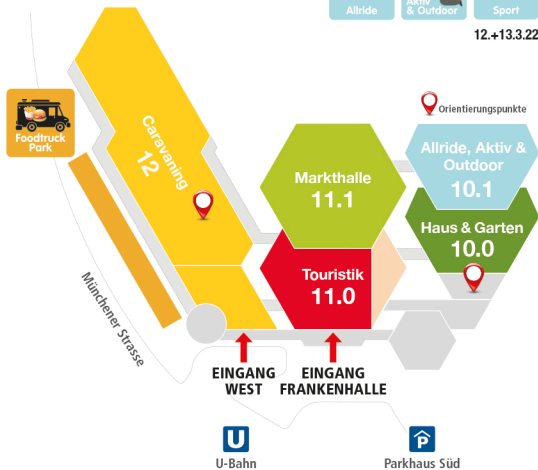 Allride
Aktiv
& Outdoor
Sport
12.+13.3.22
Orientierungspunkte
Foodtruck
Park
Caravaning
12
Markthalle
11.1
Allride, Aktiv &
Outdoor
10.1
Haus & Garten
10.0
Touristik
11.0
Münchener Strasse
EINGANG
WEST
EINGANG
FRANKENHALLE
U
U-Bahn
P
Parkhaus Süd